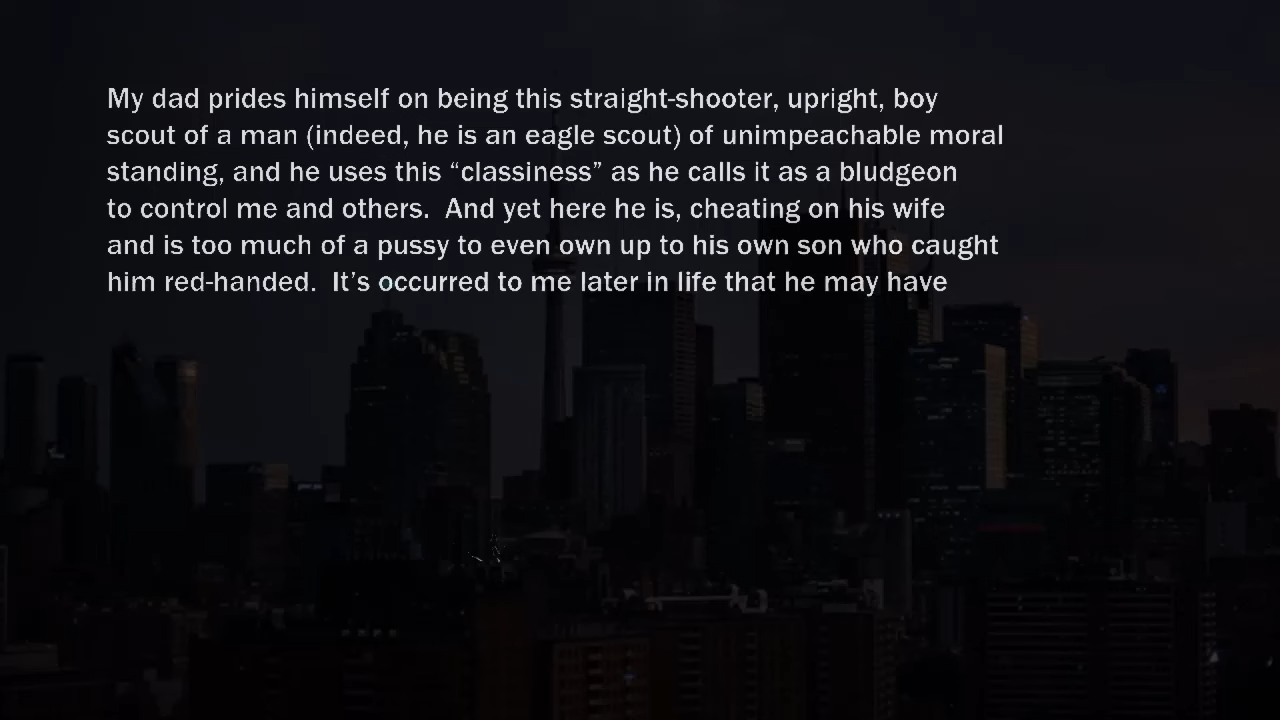 My dad prides himself on being this straight-shooter, upright, boy
scout of a man (indeed, he is an eagle scout) of unimpeachable moral
standing, and he uses this “classiness” as he calls it as a bludgeon
to control me and others.  And yet here he is, cheating on his wife
and is too much of a pussy to even own up to his own son who caught
him red-handed.  It’s occurred to me later in life that he may have